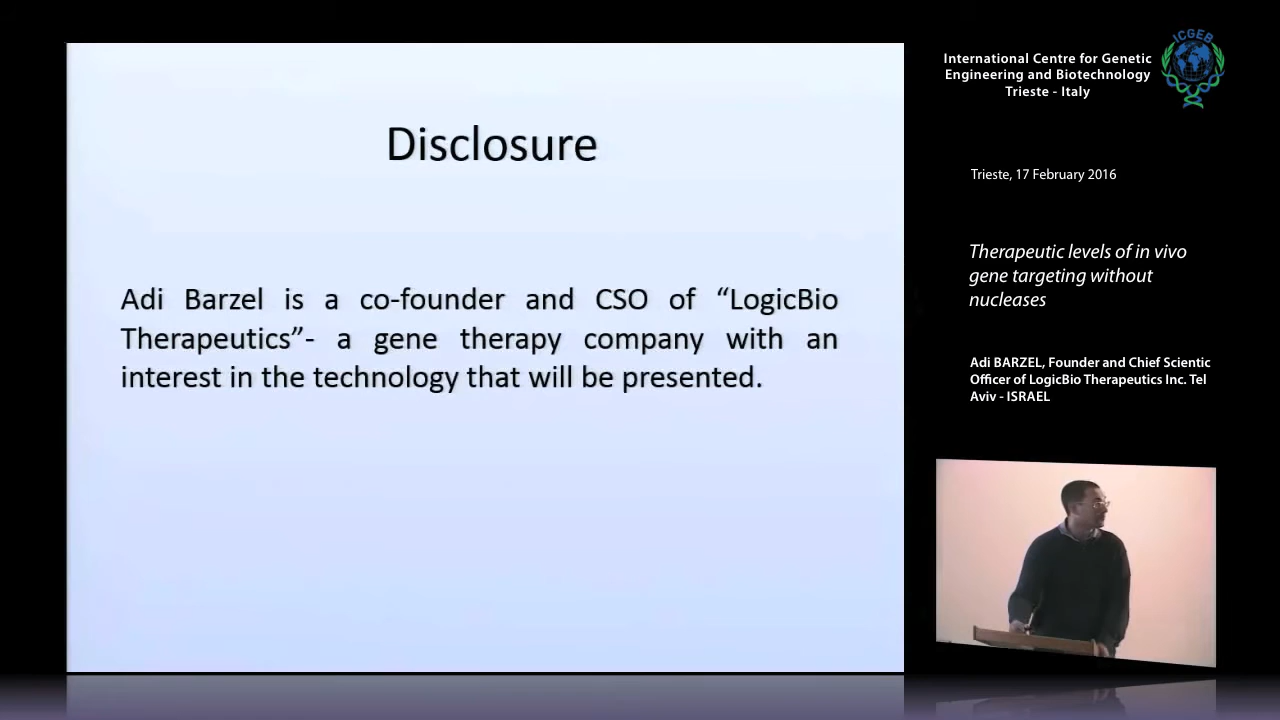 Disclosure
Adi Barzel is a co-founder and CSO of “LogicBio
Therapeutics”- a gene therapy company with an
interest in the technology that will be presented.
International Centre for Genetic
Engineering and Biotechnology
Trieste - Italy
ICGEB
Trieste, 17 February 2016
Therapeutic levels of in vivo
gene targeting without
nucleases
Adi BARZEL, Founder and Chief Scientic
Officer of LogicBio Therapeutics Inc. Tel
Aviv - ISRAEL